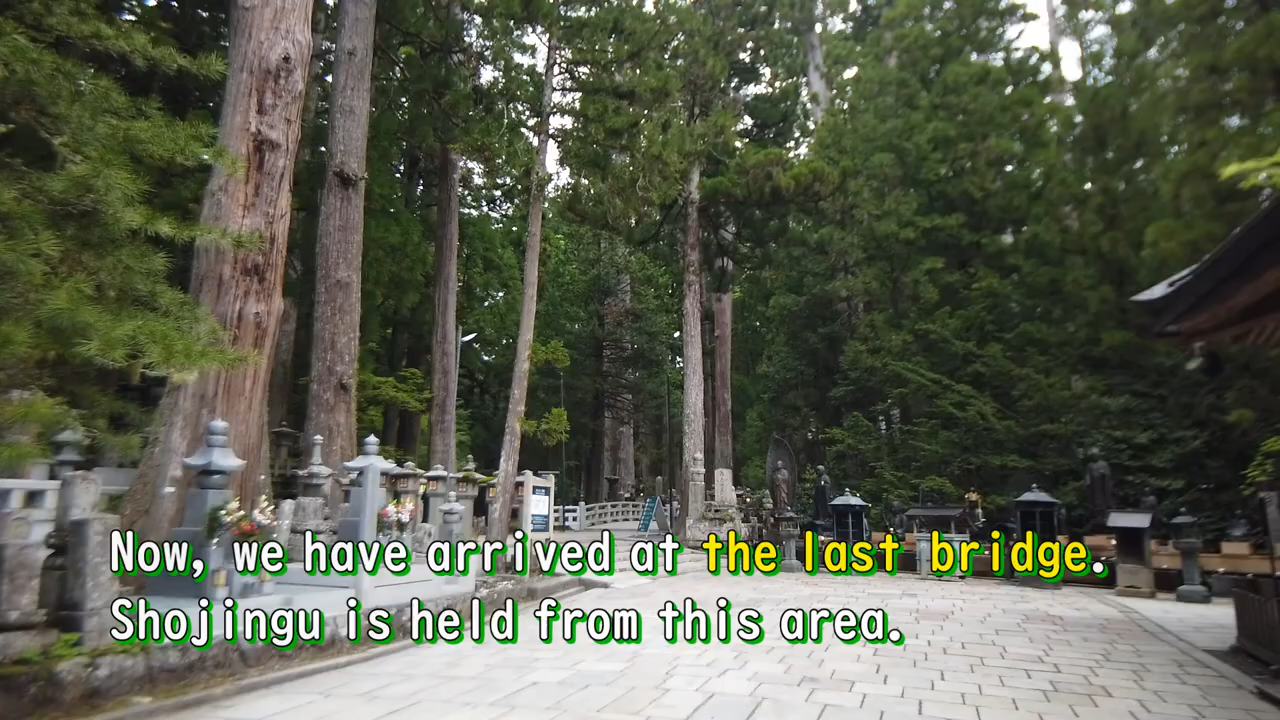 Now, we have arrived at the last bridge.
Shojingu is held from this area.